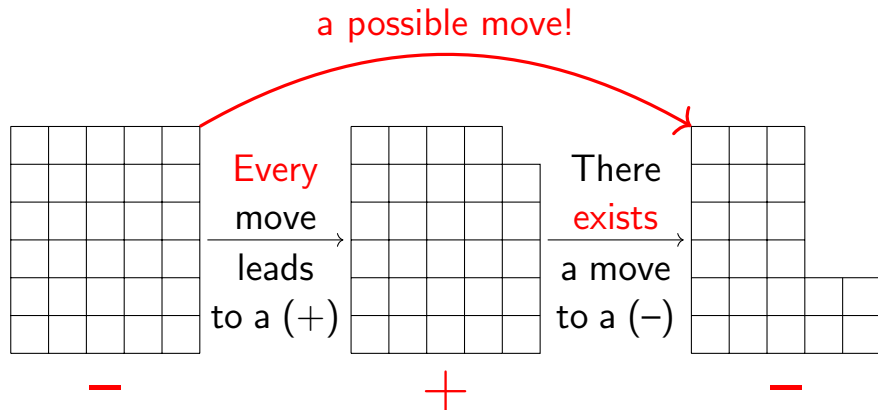 a possible move!
Every
move
leads
to a (+)
There
exists
a move
to a (–)
–
+
–